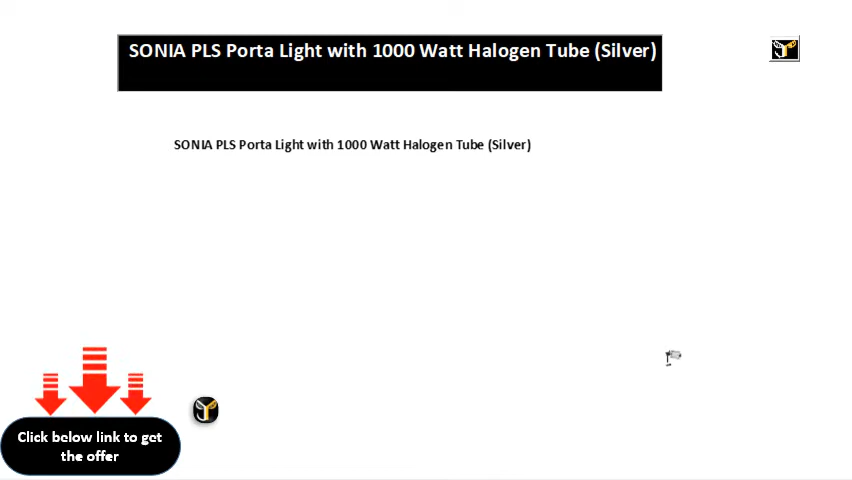 SONIA PLS Porta Light with 1000 Watt Halogen Tube (Silver)
SONIA PLS Porta Light with 1000 Watt Halogen Tube (Silver)
Click below link to get
the offer